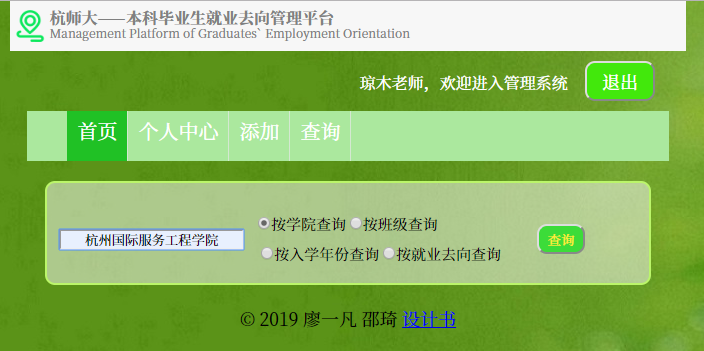 杭师大——本科毕业生就业去向管理平台
Management Platform of Graduates` Employment Orientation
琼木老师，欢迎进入管理系统 退出
首页 个人中心 添加 查询
按学院查询 按班级查询
杭州国际服务工程学院 查询
按入学年份查询 按就业去向查询
© 2019 廖一凡 邵琦 设计书